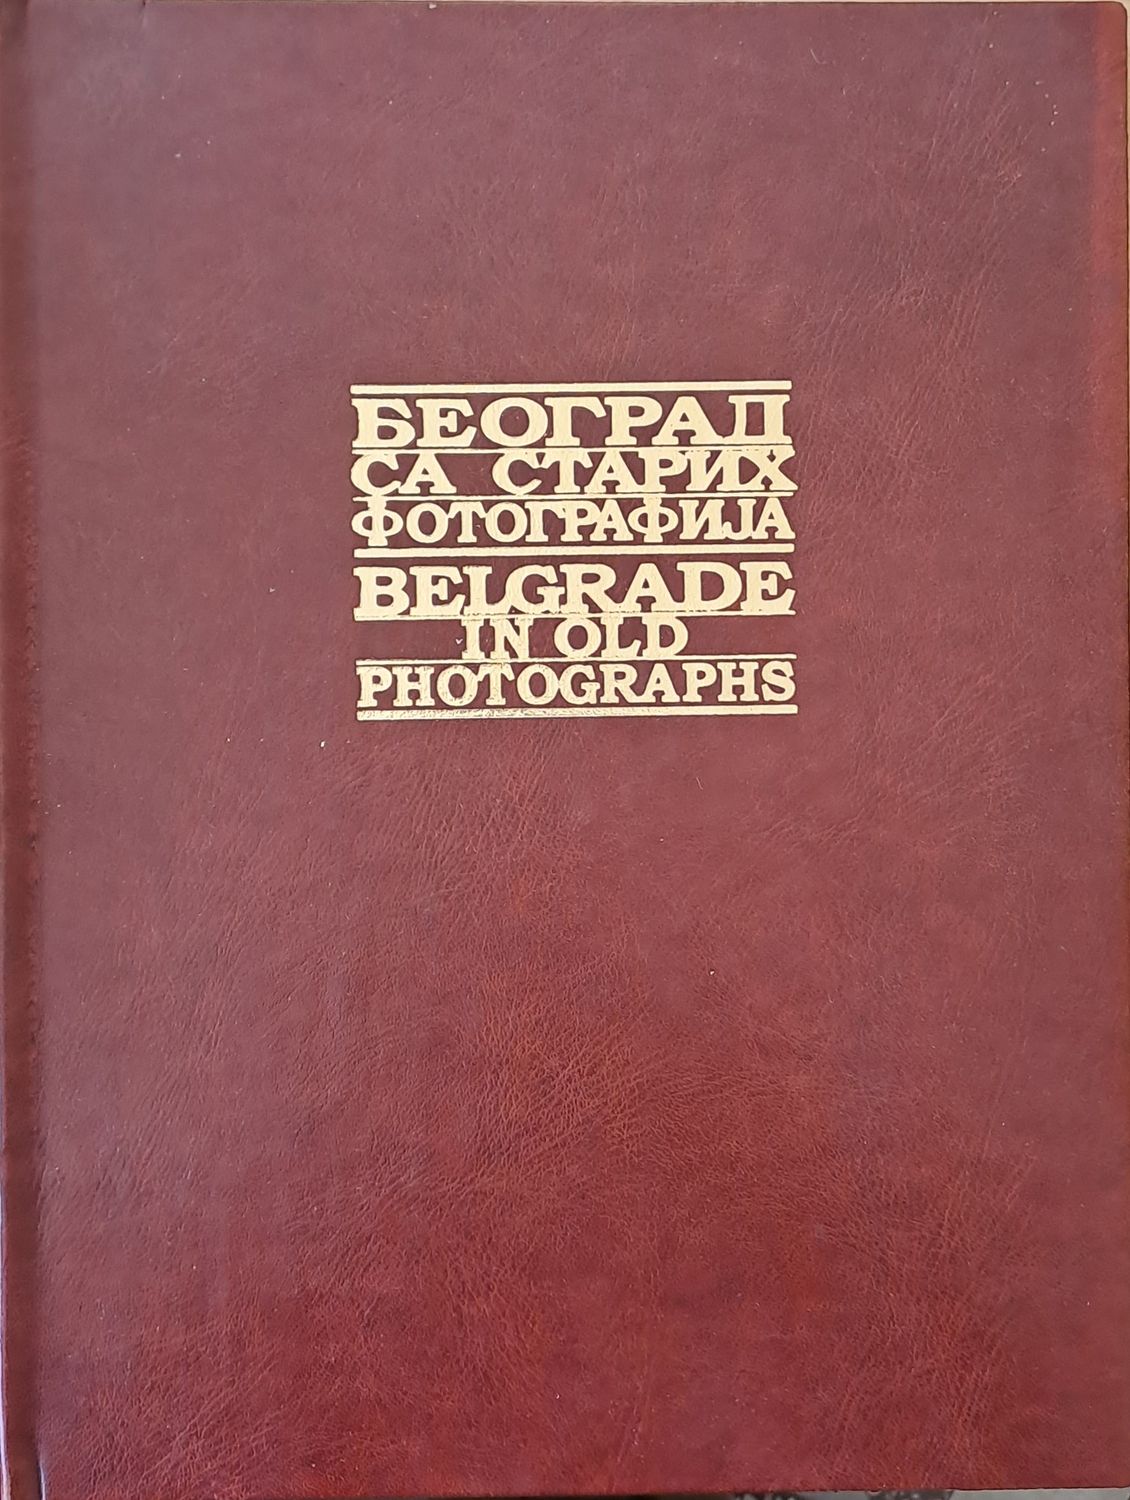 БЕОГРАД
СА СТАРИХ
ФОТОГРАФИЈА
BELGRADE
IN OLD
PHOTOGRAPHS